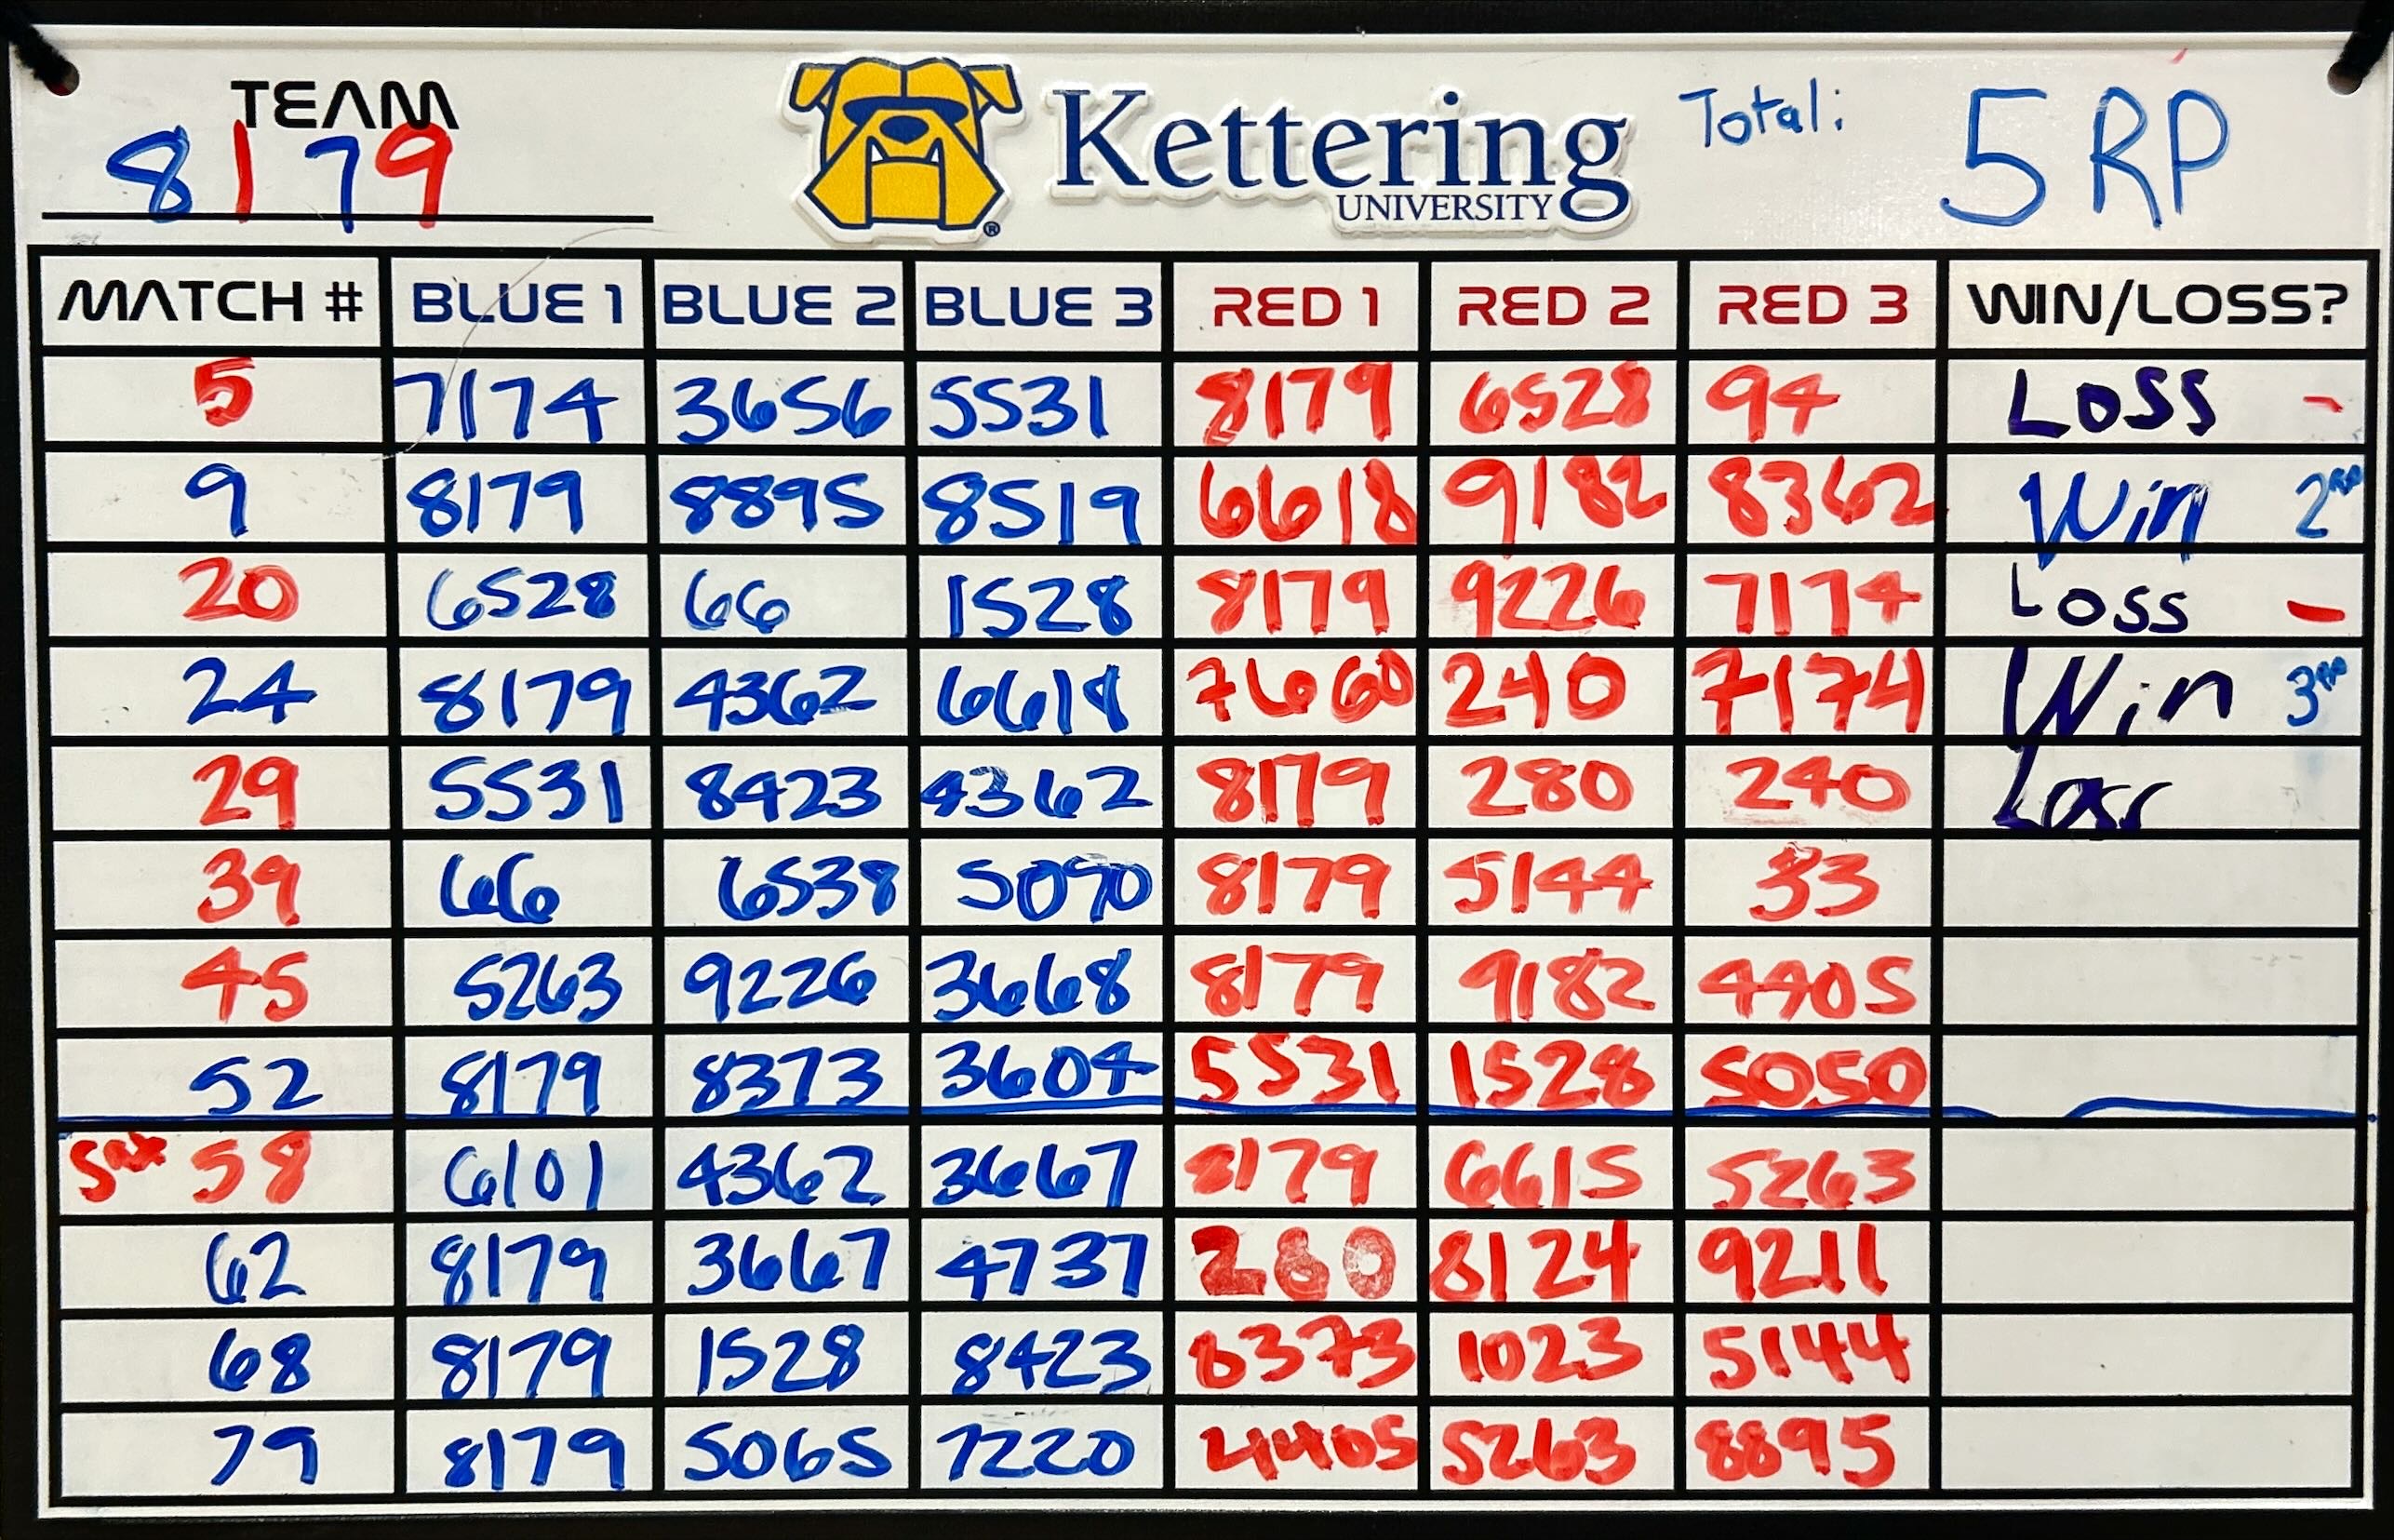 TEAM
8179
Kettering
UNIVERSITY
Total: 5 RP
MATCH # BLUE 1 BLUE 2 BLUE 3 RED 1 RED 2 RED 3 WIN/LOSS?
5 7174 3656 5531 8179 6528 94 LOSS -
9 8179 8895 8519 6618 9182 8362 Win 2RP
20 6528 66 1528 8179 9226 7174 LOSS -
24 8179 4362 6618 7660 240 7174 Win 3RP
29 5531 8423 4362 8179 280 240 Loss
39 66 6538 5090 8179 5144 33
45 5263 9226 3668 8179 9182 4405
52 8179 8373 3604 5531 1528 5050
Sat 58 6101 4362 3667 8179 6615 5263
62 8179 3667 4737 280 8124 9211
68 8179 1528 8423 8373 1023 5144
79 8179 5065 7220 4405 5263 8895